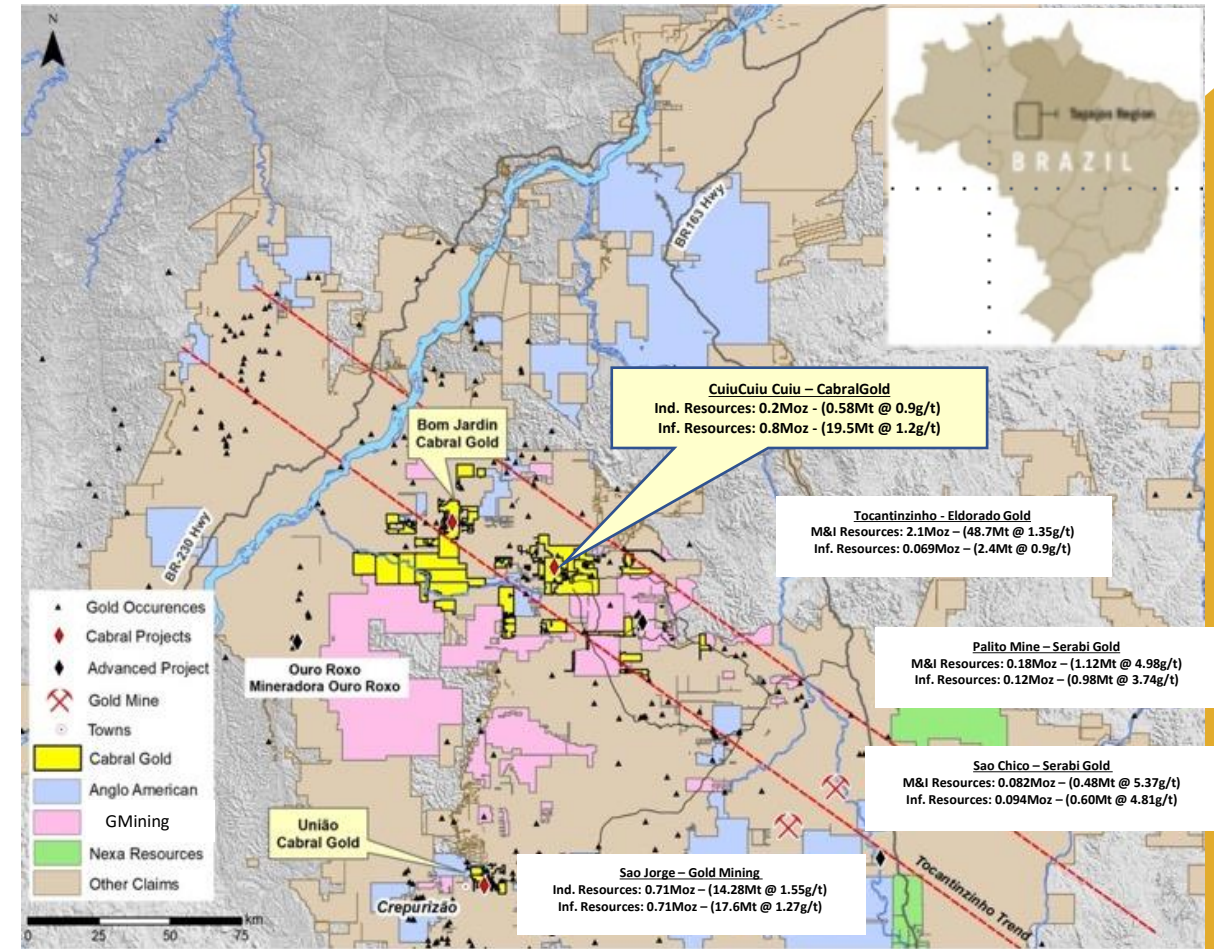 N
Tapajos Region
BRAZIL
BR163 Hwy
CuiuCuiu Cuiu – CabralGold
Ind. Resources: 0.2Moz - (0.58Mt @ 0.9g/t)
Inf. Resources: 0.8Moz - (19.5Mt @ 1.2g/t)
Bom Jardin
Cabral Gold
Tocantinzinho - Eldorado Gold
M&I Resources: 2.1Moz – (48.7Mt @ 1.35g/t)
Inf. Resources: 0.069Moz – (2.4Mt @ 0.9g/t)
BR-230 Hwy
Gold Occurences
Cabral Projects
Advanced Project
Gold Mine
Towns
Cabral Gold
Anglo American
GMining
Nexa Resources
Other Claims
Ouro Roxo
Mineradora Ouro Roxo
Palito Mine – Serabi Gold
M&I Resources: 0.18Moz – (1.12Mt @ 4.98g/t)
Inf. Resources: 0.12Moz – (0.98Mt @ 3.74g/t)
Sao Chico – Serabi Gold
M&I Resources: 0.082Moz – (0.48Mt @ 5.37g/t)
Inf. Resources: 0.094Moz – (0.60Mt @ 4.81g/t)
União
Cabral Gold
Sao Jorge – Gold Mining
Ind. Resources: 0.71Moz – (14.28Mt @ 1.55g/t)
Inf. Resources: 0.71Moz – (17.6Mt @ 1.27g/t)
Tocantinzinho Trend
Crepurizão
km
0 25 50 75